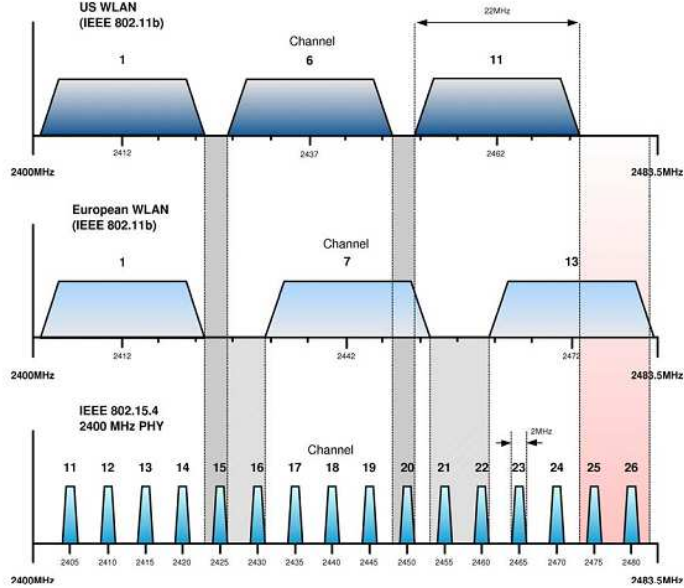 US WLAN
(IEEE 802.11b)
22MHz
Channel
1 6 11
2412 2437 2462
2400MHz 2483.5MHz
European WLAN
(IEEE 802.11b)
Channel
1 7 13
2412 2442 2472
2400MHz 2483.5MHz
IEEE 802.15.4
2400 MHz PHY
Channel
2MHz
11 12 13 14 15 16 17 18 19 20 21 22 23 24 25 26
2405 2410 2415 2420 2425 2430 2435 2440 2445 2450 2455 2460 2465 2470 2475 2480
2400MHz 2483.5MHz